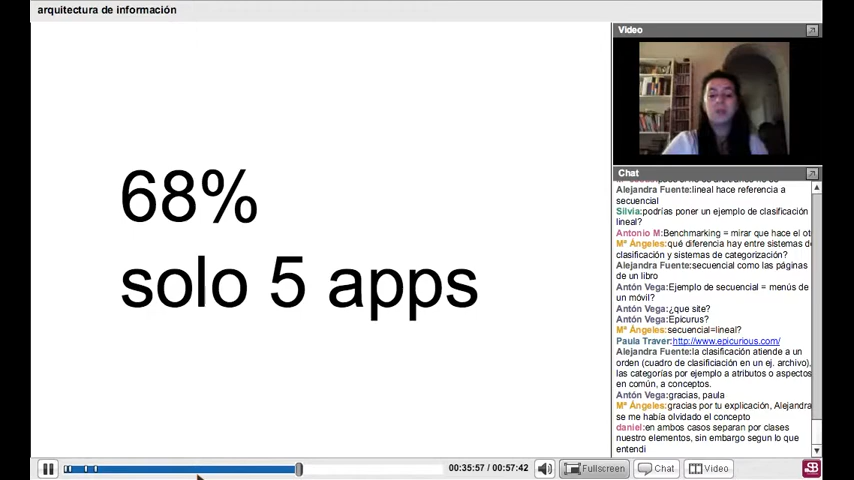 arquitectura de información
68%
solo 5 apps
Video
Chat
Alejandra Fuente:lineal hace referencia a
secuencial
Silvia:podrías poner un ejemplo de clasificación
lineal?
Antonio M:Benchmarking = mirar que hace el ot
Mª Ángeles:qué diferencia hay entre sistemas de
clasificación y sistemas de categorización?
Alejandra Fuente:secuencial como las páginas
de un libro
Antón Vega:Ejemplo de secuencial = menús de
un móvil?
Antón Vega:¿que site?
Antón Vega:Epicurus?
Mª Ángeles:secuencial=lineal?
Paula Traver:http://www.epicurious.com/
Alejandra Fuente:la clasificación atiende a un
orden (cuadro de clasificiación en un ej. archivo),
las categorías por ejemplo a atributos o aspectos
en común, a conceptos.
Antón Vega:gracias, paula
Mª Ángeles:gracias por tu explicación, Alejandra
se me había olvidado el concepto
daniel:en ambos casos separan por clases
nuestro elementos, sin embargo segun lo que
entendi
00:35:57 / 00:57:42
Fullscreen
Chat
Video
SB